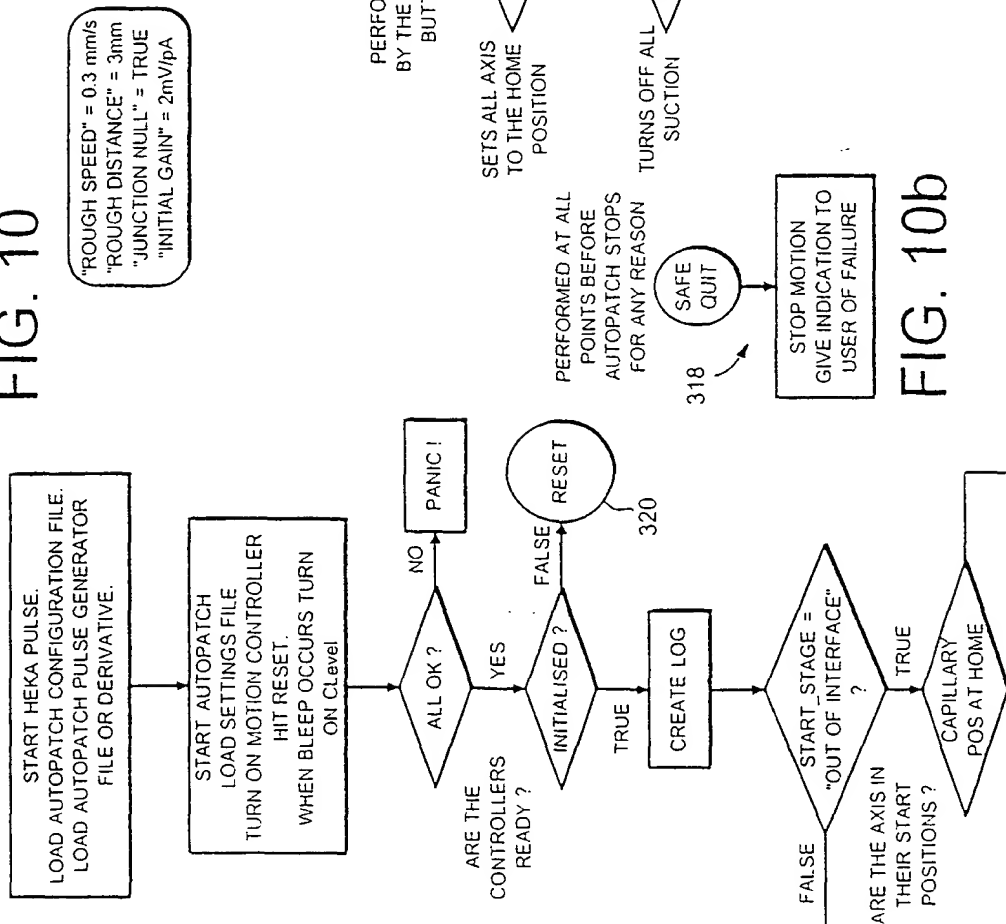 FIG. 10
"ROUGH SPEED" = 0.3 mm/s
"ROUGH DISTANCE" = 3mm
"JUNCTION NULL" = TRUE
"INITIAL GAIN" = 2mV/pA
START HEKA PULSE.
LOAD AUTOPATCH CONFIGURATION FILE.
LOAD AUTOPATCH PULSE GENERATOR
FILE OR DERIVATIVE.
START AUTOPATCH
LOAD SETTINGS FILE
TURN ON MOTION CONTROLLER
HIT RESET.
WHEN BLEEP OCCURS TURN
ON CLevel
ARE THE
CONTROLLERS
READY ?
ALL OK ?
NO
PANIC !
YES
INITIALISED ?
FALSE
RESET
320
TRUE
CREATE LOG
START_STAGE =
"OUT OF INTERFACE"
?
FALSE
TRUE
ARE THE AXIS IN
THEIR START
POSITIONS ?
CAPILLARY
POS AT HOME
BY THE
SETS ALL AXIS
TO THE HOME
POSITION
TURNS OFF ALL
SUCTION
PERFORMED AT ALL
POINTS BEFORE
AUTOPATCH STOPS
FOR ANY REASON
SAFE
QUIT
318
STOP MOTION
GIVE INDICATION TO
USER OF FAILURE
FIG. 10b